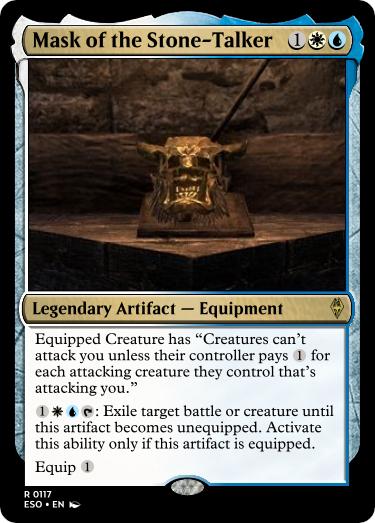 Mask of the Stone-Talker 1
Legendary Artifact — Equipment
Equipped Creature has “Creatures can’t
attack you unless their controller pays 1 for
each attacking creature they control that’s
attacking you.”
1: Exile target battle or creature until
this artifact becomes unequipped. Activate
this ability only if this artifact is equipped.
Equip 1
R 0117
ESO • EN